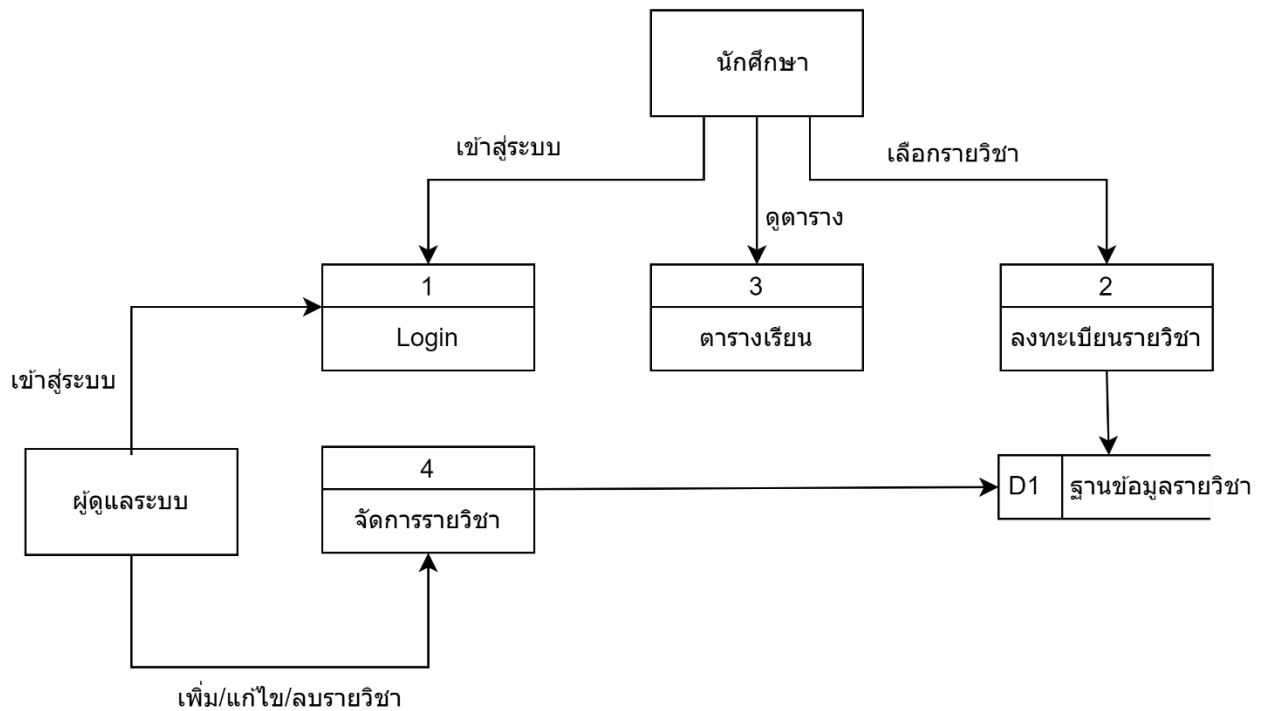 นักศึกษา
เข้าสู่ระบบ
เลือกรายวิชา
ดูตาราง
1
Login
3
ตารางเรียน
2
ลงทะเบียนรายวิชา
เข้าสู่ระบบ
ผู้ดูแลระบบ
4
จัดการรายวิชา
D1 ฐานข้อมูลรายวิชา
เพิ่ม/แก้ไข/ลบรายวิชา